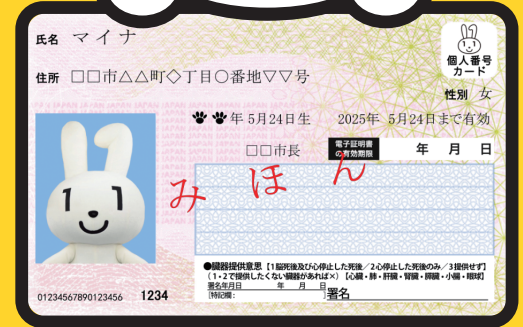 氏名 マイナ
個人番号
カード
住所 □□市△△町◇丁目○番地▽▽号
性別 女
年 5月24日生 2025年 5月24日まで有効
□□市長 電子証明書の有効期限 年 月 日
みほん
1 1
●臓器提供意思【1脳死後及び心停止した死後／2心停止した死後のみ／3提供せず】
(1・2で提供したくない臓器があれば×)【心臓・肺・肝臓・腎臓・膵臓・小腸・眼球】
署名年月日 年 月 日
[特記欄: ]署名
01234567890123456 1234